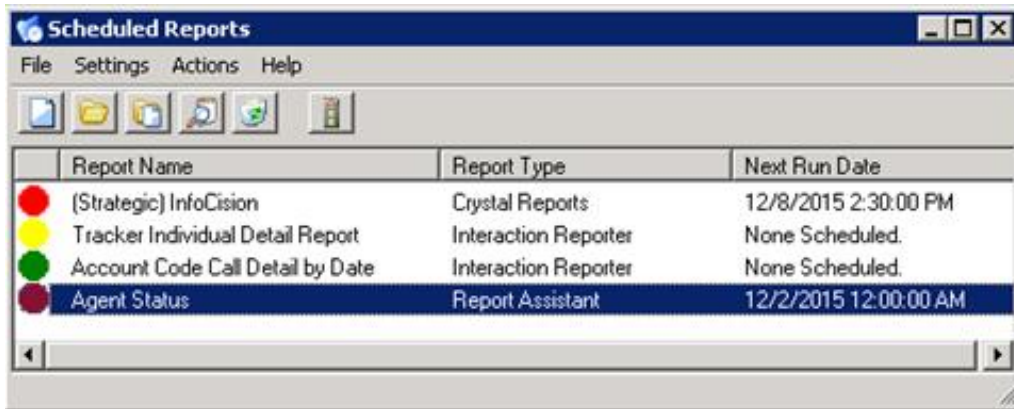 Scheduled Reports
File Settings Actions Help
Report Name Report Type Next Run Date
(Strategic) InfoCision Crystal Reports 12/8/2015 2:30:00 PM
Tracker Individual Detail Report Interaction Reporter None Scheduled.
Account Code Call Detail by Date Interaction Reporter None Scheduled.
Agent Status Report Assistant 12/2/2015 12:00:00 AM